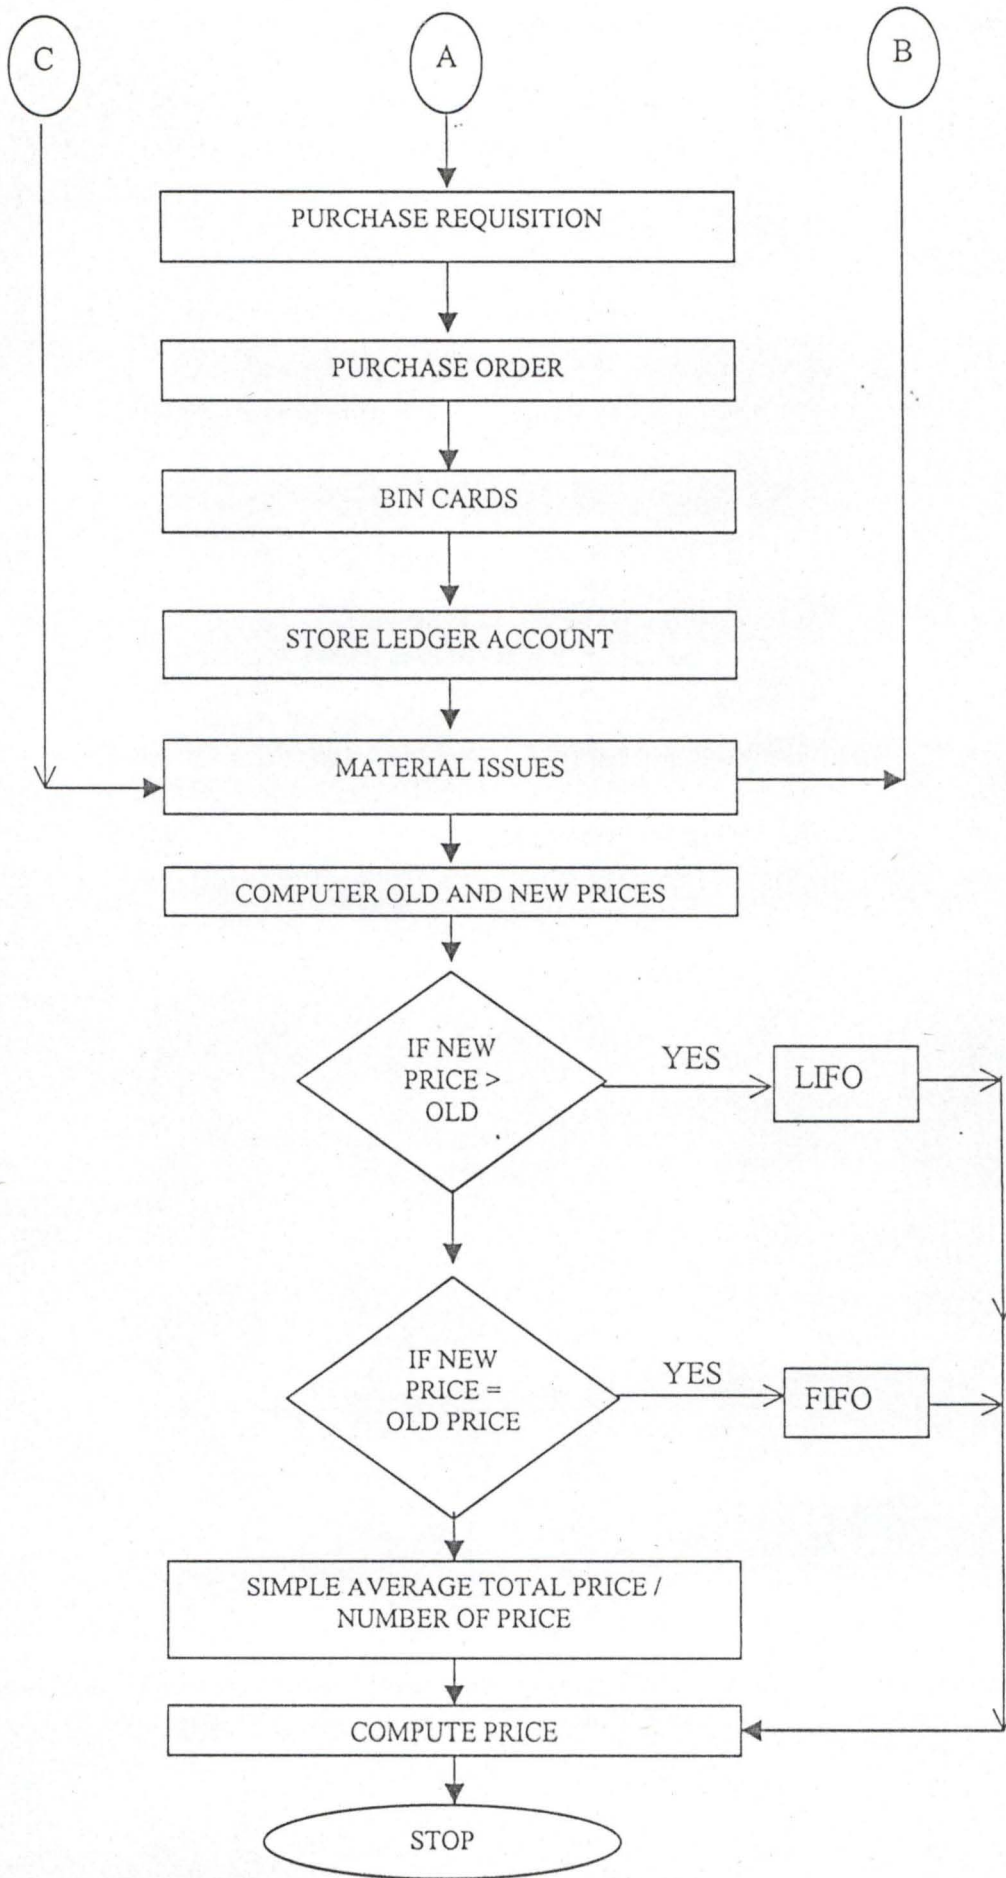 C
A
B
PURCHASE REQUISITION
PURCHASE ORDER
BIN CARDS
STORE LEDGER ACCOUNT
MATERIAL ISSUES
COMPUTER OLD AND NEW PRICES
IF NEW
PRICE >
OLD
YES
LIFO
IF NEW
PRICE =
OLD PRICE
YES
FIFO
SIMPLE AVERAGE TOTAL PRICE /
NUMBER OF PRICE
COMPUTE PRICE
STOP